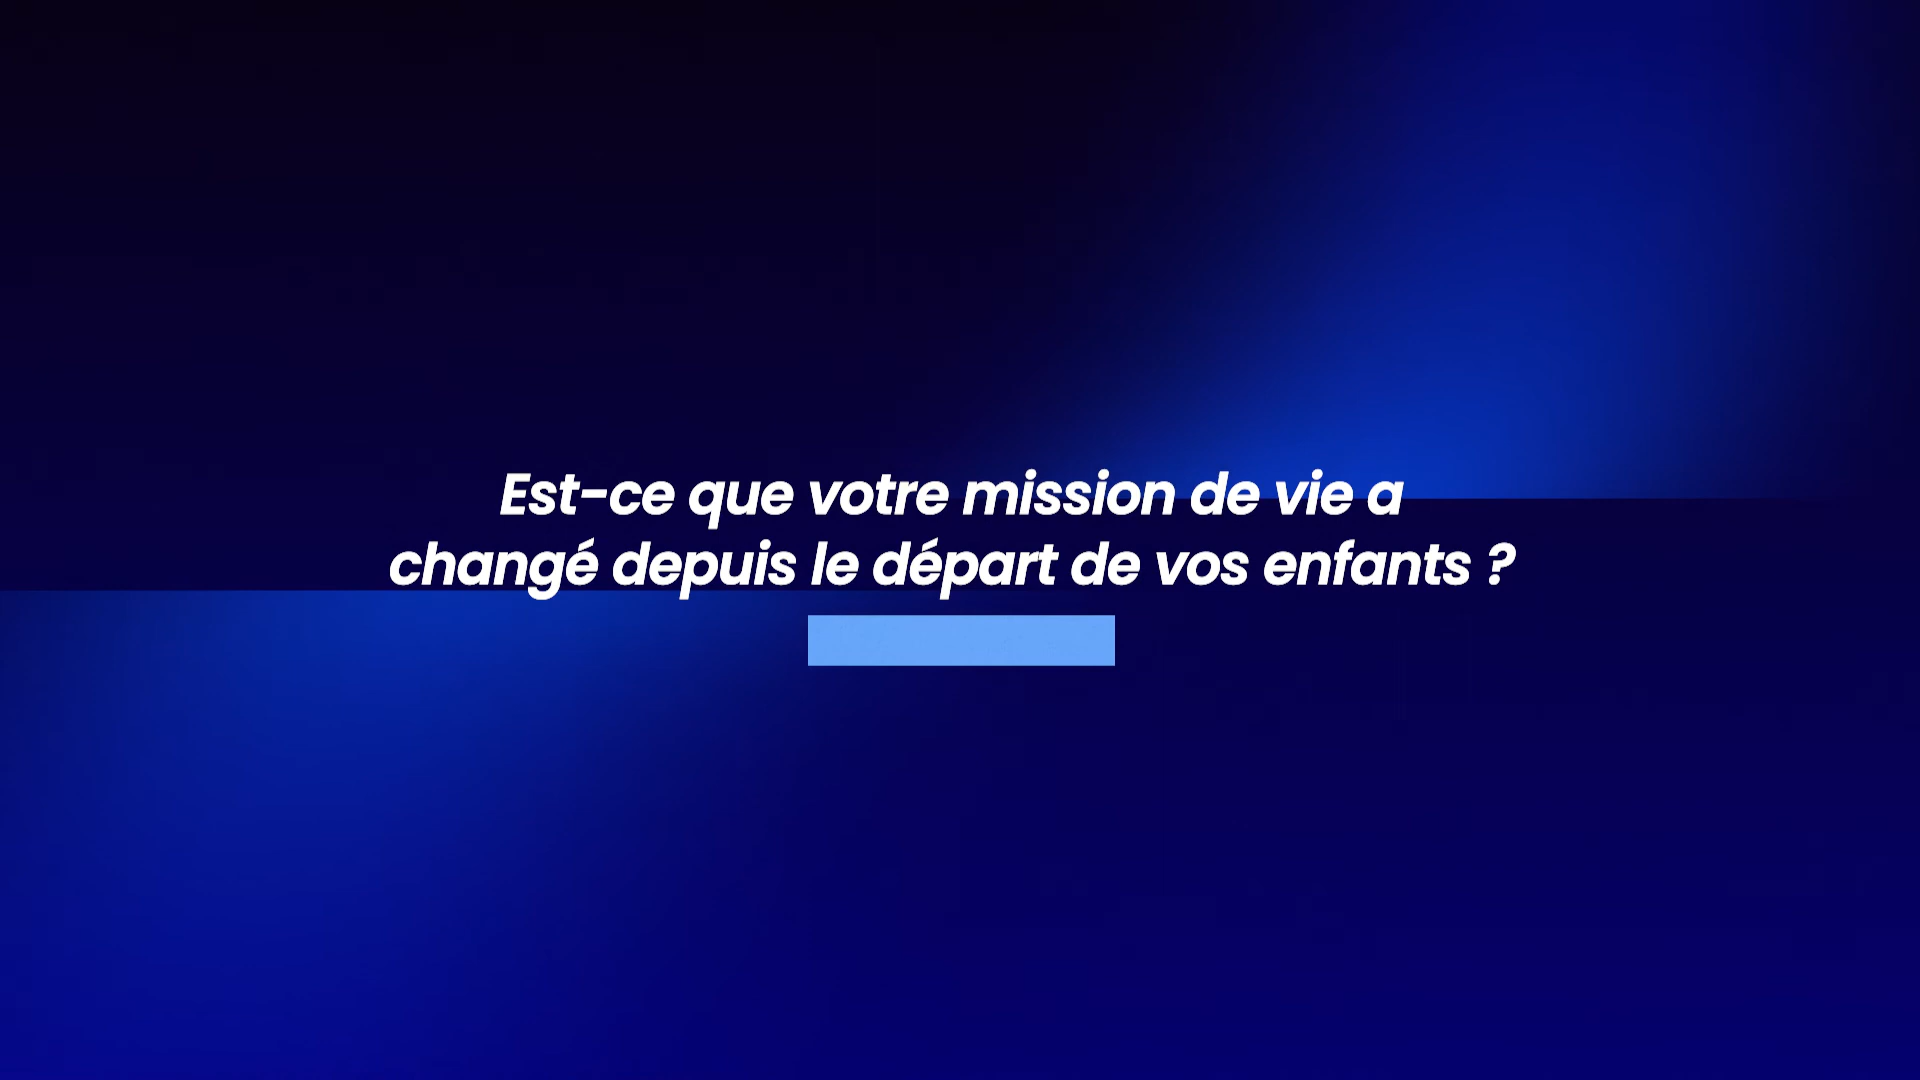 Est-ce que votre mission de vie a
changé depuis le départ de vos enfants ?